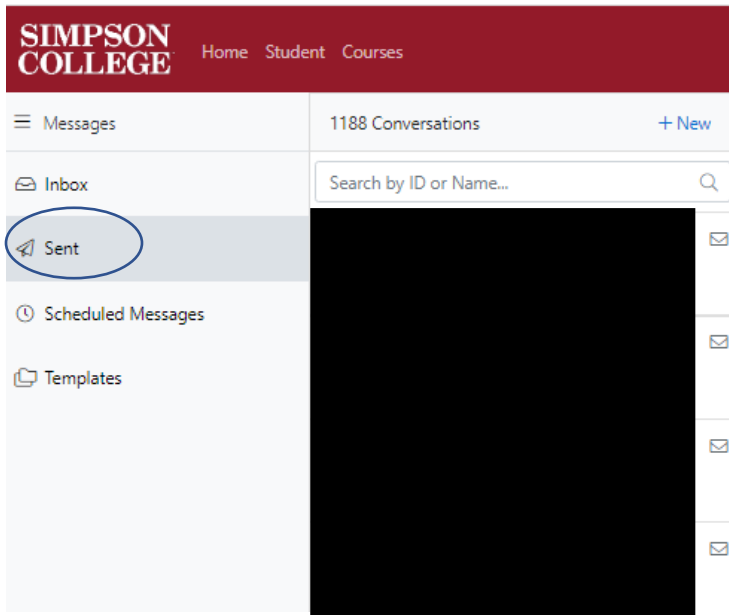 SIMPSON
COLLEGE
Home Student Courses
Messages
1188 Conversations
+ New
Inbox
Search by ID or Name...
Sent
Scheduled Messages
Templates